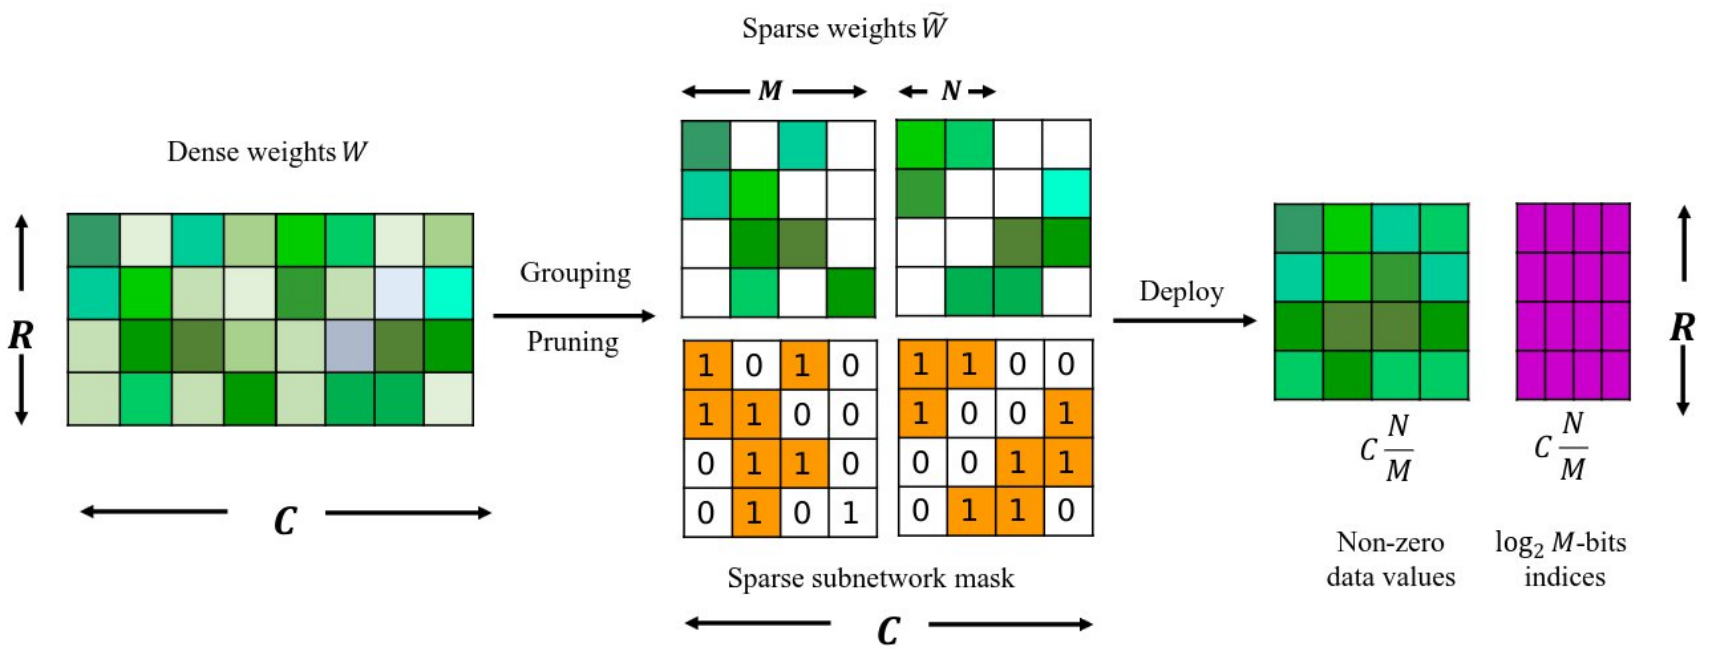 Sparse weights W̃
M
N
Dense weights W
R
C
Grouping
Pruning
1 0 1 0
1 1 0 0
0 1 1 0
0 1 0 1
1 1 0 0
1 0 0 1
0 0 1 1
0 1 1 0
Sparse subnetwork mask
C
Deploy
R
C N/M
C N/M
Non-zero
data values
log₂ M-bits
indices